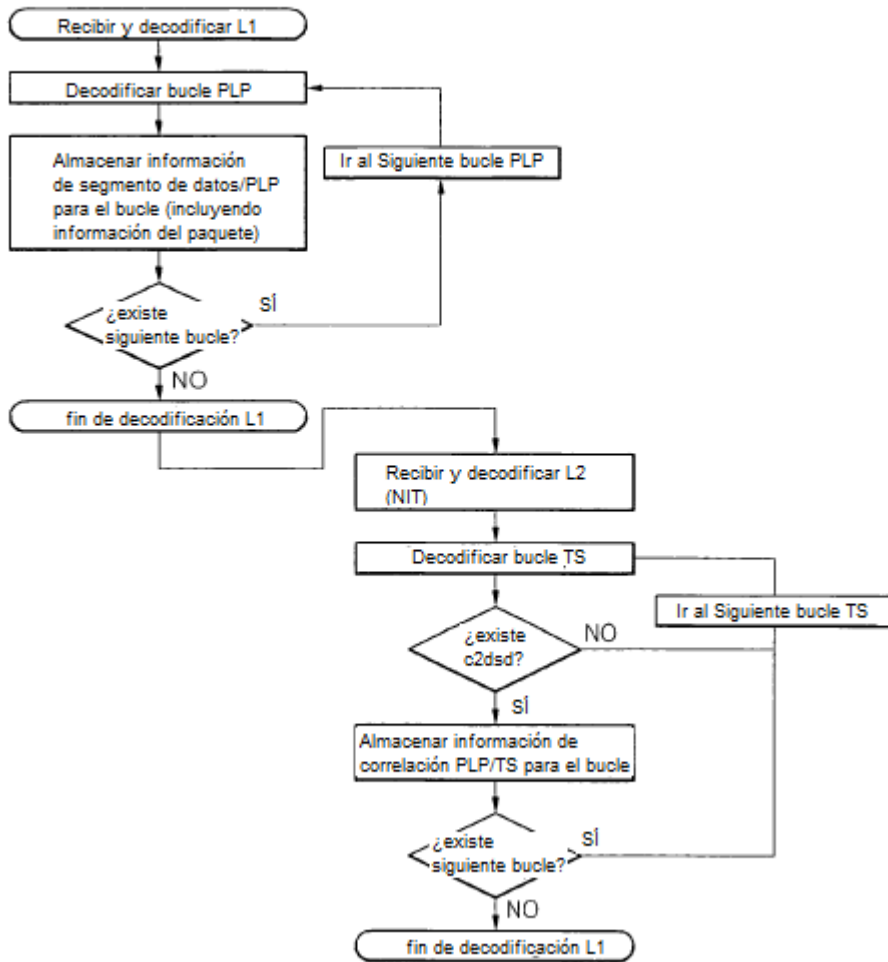 Recibir y decodificar L1
Decodificar bucle PLP
Almacenar información
de segmento de datos/PLP
para el bucle (incluyendo
información del paquete)
Ir al Siguiente bucle PLP
¿existe
siguiente bucle?
SÍ
NO
fin de decodificación L1
Recibir y decodificar L2
(NIT)
Decodificar bucle TS
Ir al Siguiente bucle TS
¿existe
c2dsd?
NO
SÍ
Almacenar información de
correlación PLP/TS para el bucle
¿existe
siguiente bucle?
SÍ
NO
fin de decodificación L1